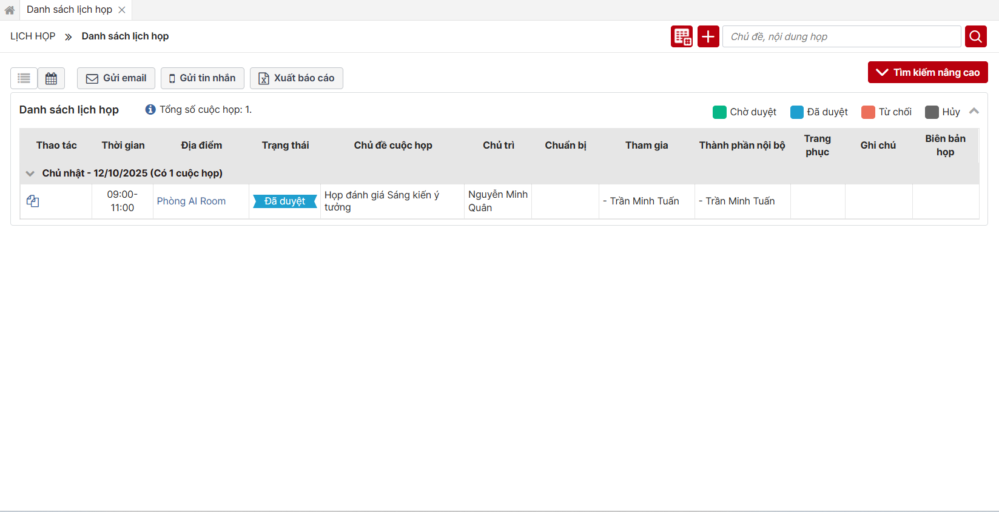 Danh sách lịch họp
LỊCH HỌP » Danh sách lịch họp
Chủ đề, nội dung họp
Gửi email
Gửi tin nhắn
Xuất báo cáo
Tìm kiếm nâng cao
Danh sách lịch họp
Tổng số cuộc họp: 1.
Chờ duyệt
Đã duyệt
Từ chối
Hủy
Thao tác
Thời gian
Địa điểm
Trạng thái
Chủ đề cuộc họp
Chủ trì
Chuẩn bị
Tham gia
Thành phần nội bộ
Trang
phục
Ghi chú
Biên bản
họp
Chủ nhật - 12/10/2025 (Có 1 cuộc họp)
09:00-
11:00
Phòng AI Room
Đã duyệt
Họp đánh giá Sáng kiến ý
tưởng
Nguyễn Minh
Quân
- Trần Minh Tuấn
- Trần Minh Tuấn